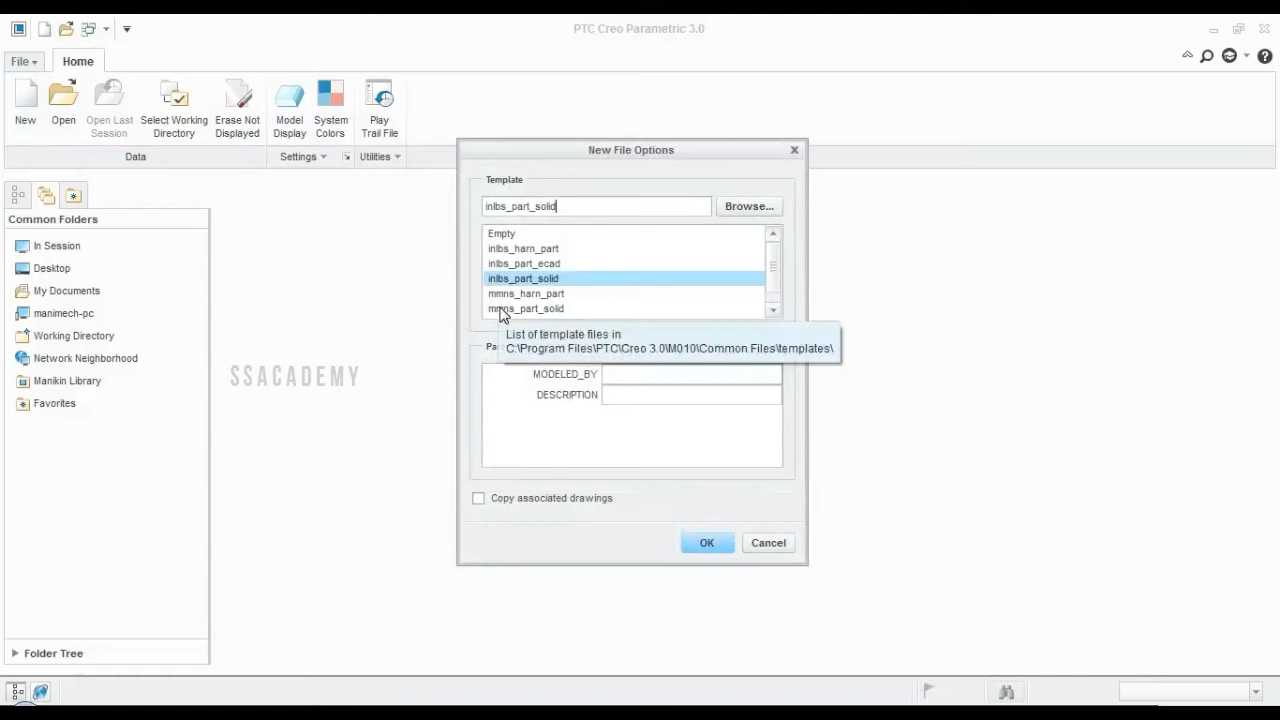 PTC Creo Parametric 3.0
File
Home
New
Open
Open Last
Session
Select Working
Directory
Erase Not
Displayed
Model
Display
System
Colors
Play
Trail File
Data
Settings
Utilities
Common Folders
In Session
Desktop
My Documents
manimech-pc
Working Directory
Network Neighborhood
Manikin Library
Favorites
Folder Tree
SSACADEMY
New File Options
Template
inlbs_part_solid
Browse...
Empty
inlbs_harn_part
inlbs_part_ecad
inlbs_part_solid
mmns_harn_part
mmns_part_solid
List of template files in
C:\Program Files\PTC\Creo 3.0\M010\Common Files\templates\
MODELED_BY
DESCRIPTION
Copy associated drawings
OK
Cancel